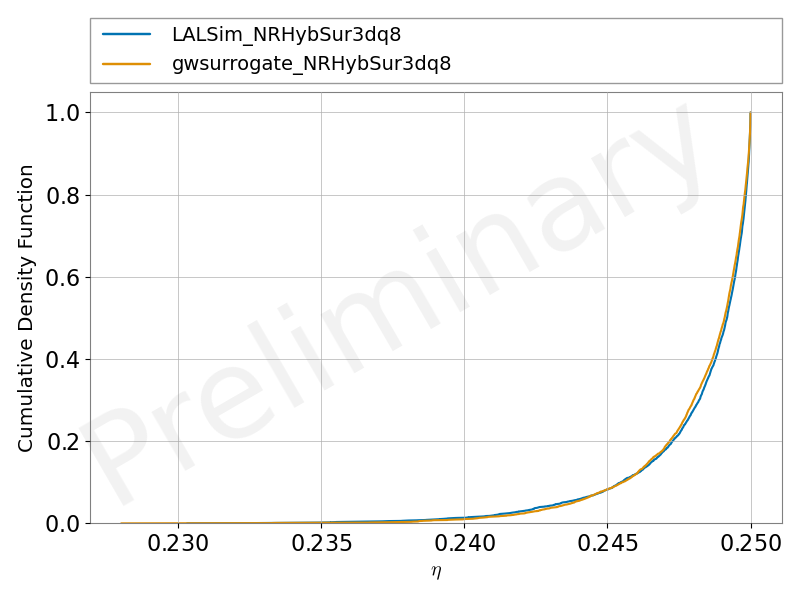 LALSim_NRHybSur3dq8
gwsurrogate_NRHybSur3dq8
1.0
0.8
0.6
0.4
0.2
0.0
Cumulative Density Function
Preliminary
0.230 0.235 0.240 0.245 0.250
η